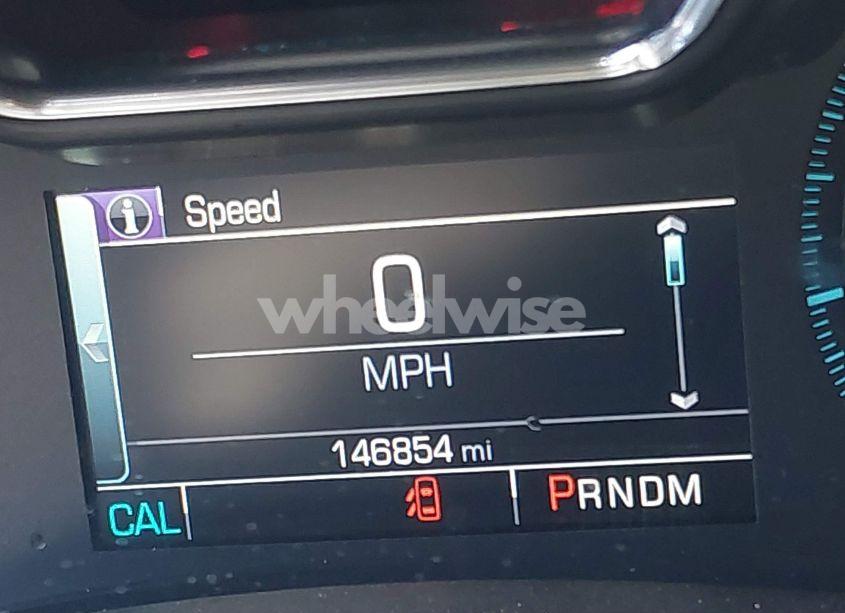 Speed
0
wheelwise
MPH
146854 mi
CAL
PRNDM